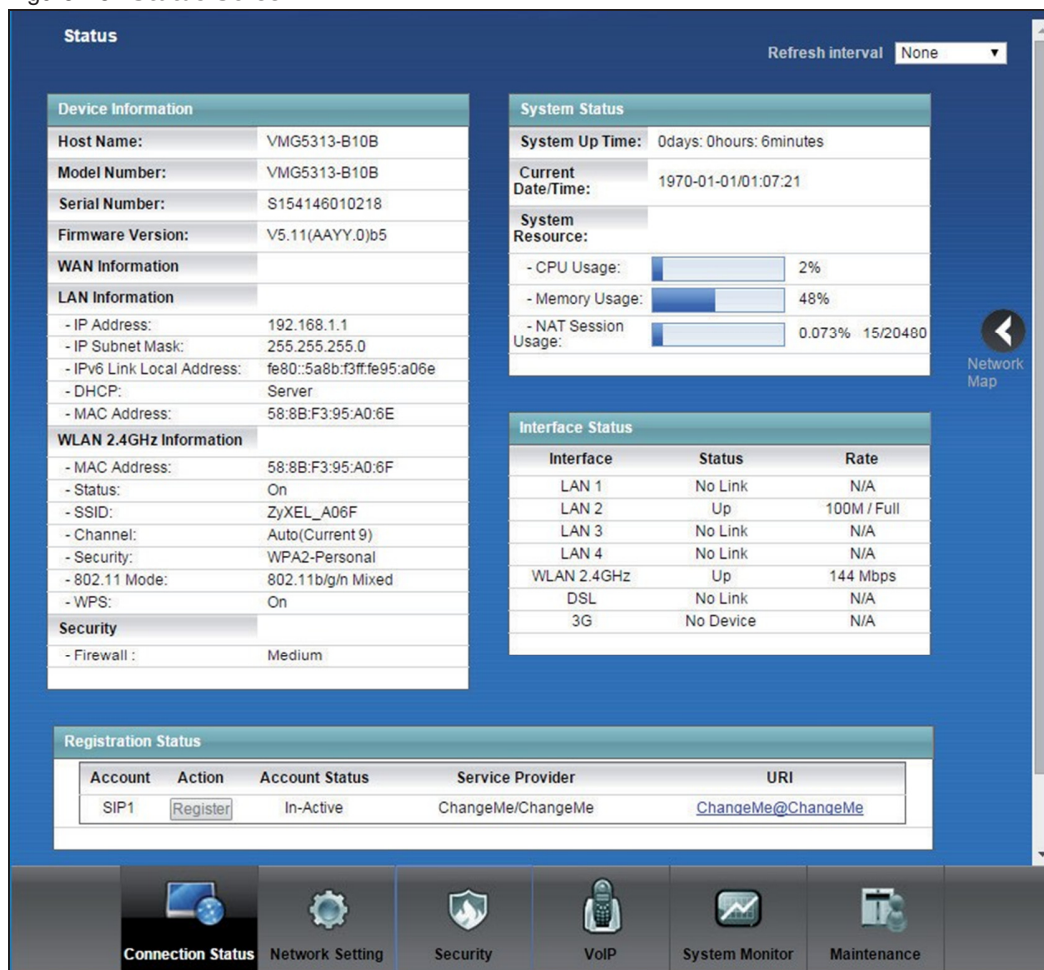 Status
Refresh interval None
Device Information
Host Name: VMG5313-B10B
Model Number: VMG5313-B10B
Serial Number: S154146010218
Firmware Version: V5.11(AAYY.0)b5
WAN Information
LAN Information
- IP Address: 192.168.1.1
- IP Subnet Mask: 255.255.255.0
- IPv6 Link Local Address: fe80::5a8b:f3ff:fe95:a06e
- DHCP: Server
- MAC Address: 58:8B:F3:95:A0:6E
WLAN 2.4GHz Information
- MAC Address: 58:8B:F3:95:A0:6F
- Status: On
- SSID: ZyXEL_A06F
- Channel: Auto(Current 9)
- Security: WPA2-Personal
- 802.11 Mode: 802.11b/g/n Mixed
- WPS: On
Security
- Firewall : Medium
System Status
System Up Time: 0days: 0hours: 6minutes
Current
Date/Time: 1970-01-01/01:07:21
System
Resource:
- CPU Usage: 2%
- Memory Usage: 48%
- NAT Session
Usage: 0.073% 15/20480
Network
Map
Interface Status
Interface Status Rate
LAN 1 No Link N/A
LAN 2 Up 100M / Full
LAN 3 No Link N/A
LAN 4 No Link N/A
WLAN 2.4GHz Up 144 Mbps
DSL No Link N/A
3G No Device N/A
Registration Status
Account Action Account Status Service Provider URI
SIP1 Register In-Active ChangeMe/ChangeMe ChangeMe@ChangeMe
Connection Status Network Setting Security VoIP System Monitor Maintenance